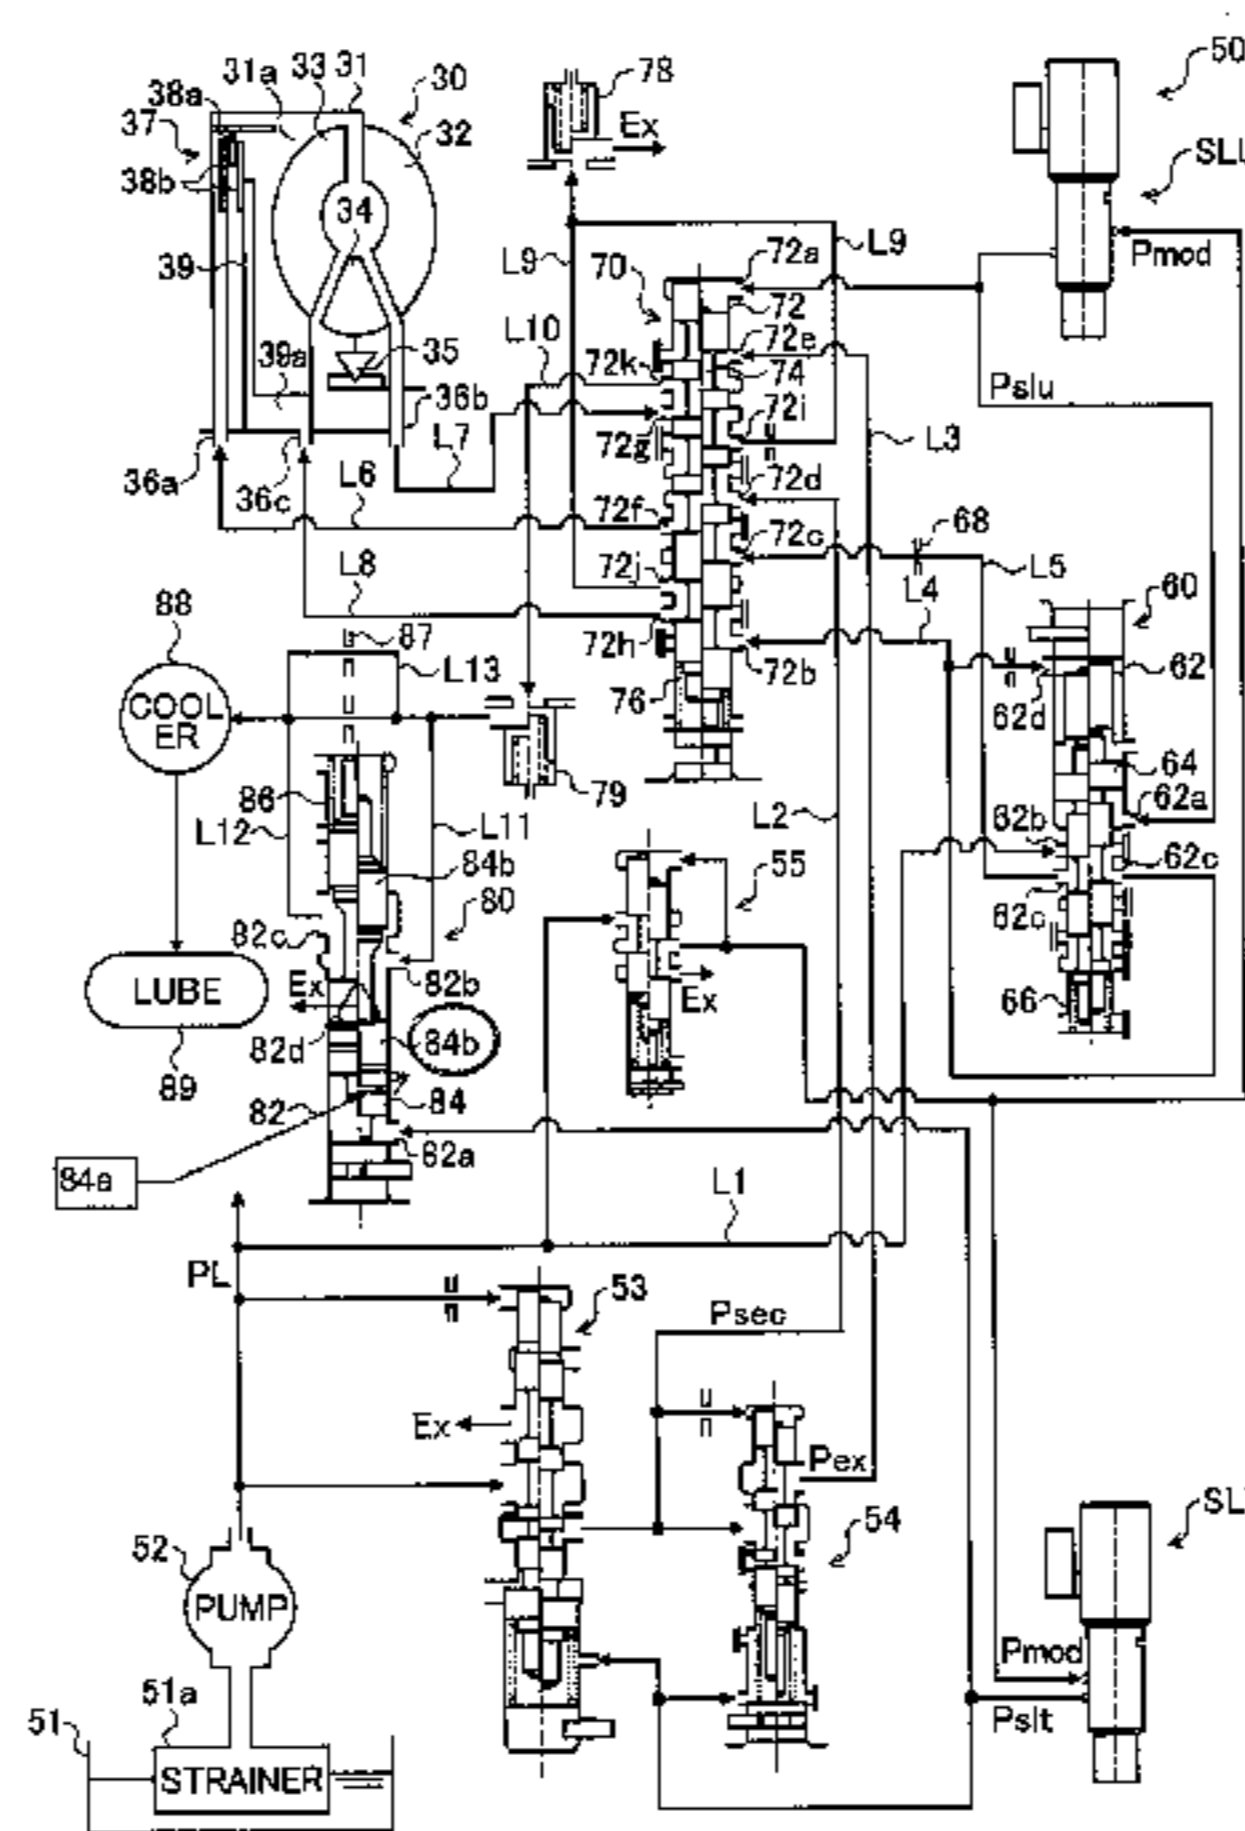 50
31a 33 31
78
38a
30
37
32
Ex
38b
34
L9
L9
Pmod
39
70
72a
72
L10
72e
39a
35
72k
74
Pslu
36b
72i
72g
L3
36a
L7
36c
L6
72d
72f
72c
68
L8
72j
L5
L4
60
88
87
72h
72b
62
L13
76
62d
COOL
ER
64
79
86
L2
62a
L12
L11
62b
84b
55
62c
80
62c
82c
LUBE
Ex
82b
Ex
66
82d
84b
89
82
84
82a
84a
L1
PL
53
Psec
Ex
Pex
54
52
PUMP
Pmod
51a
51
Pslt
STRAINER